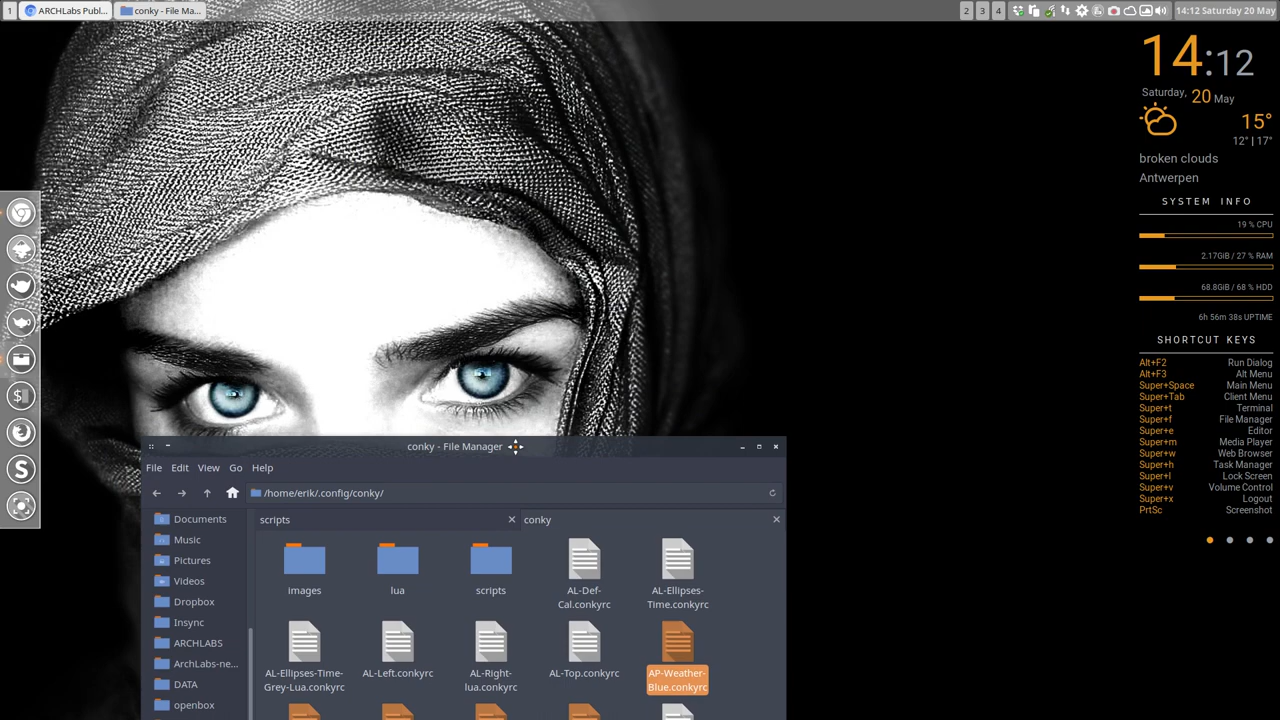 1 ARCHLabs Publ... conky - File Ma... 2 3 4 14:12 Saturday 20 May
14:12
Saturday, 20 May
15°
12° | 17°
broken clouds
Antwerpen
SYSTEM INFO
19 % CPU
2.17GiB / 27 % RAM
68.8GiB / 68 % HDD
6h 56m 38s UPTIME
SHORTCUT KEYS
Alt+F2 Run Dialog
Alt+F3 Alt Menu
Super+Space Main Menu
Super+Tab Client Menu
Super+t Terminal
Super+f File Manager
Super+e Editor
Super+m Media Player
Super+w Web Browser
Super+h Task Manager
Super+l Lock Screen
Super+v Volume Control
Super+x Logout
PrtSc Screenshot
$
S
conky - File Manager
File Edit View Go Help
/home/erik/.config/conky/
scripts conky
Documents
Music
Pictures
Videos
Dropbox
Insync
ARCHLABS
ArchLabs-ne...
DATA
openbox
images lua scripts AL-Def- AL-Ellipses-
Cal.conkyrc Time.conkyrc
AL-Ellipses-Time- AL-Left.conkyrc AL-Right- AL-Top.conkyrc AP-Weather-
Grey-Lua.conkyrc lua.conkyrc Blue.conkyrc